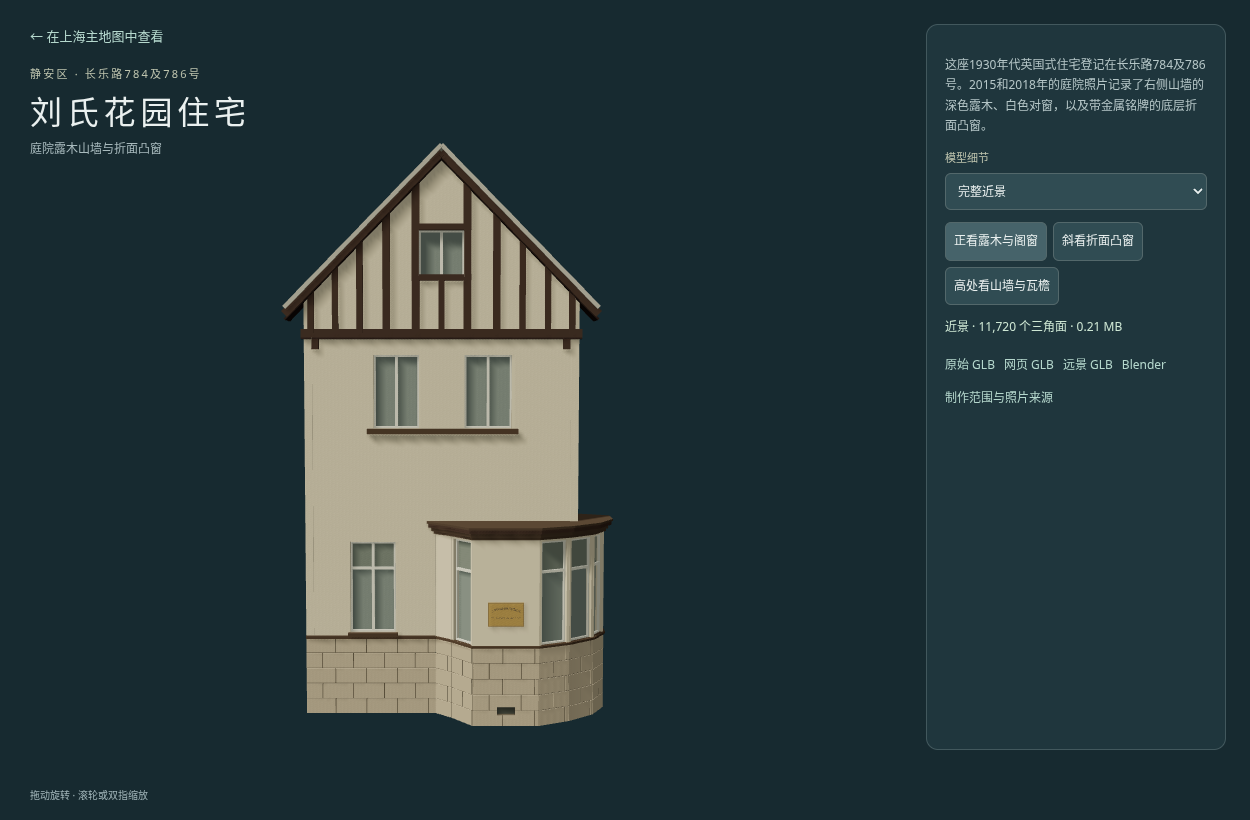 ← 在上海主地图中查看
静安区 · 长乐路784及786号
刘氏花园住宅
庭院露木山墙与折面凸窗
这座1930年代英国式住宅登记在长乐路784及786
号。2015和2018年的庭院照片记录了右侧山墙的
深色露木、白色对窗，以及带金属铭牌的底层折
面凸窗。
模型细节
完整近景
正看露木与阁窗
斜看折面凸窗
高处看山墙与瓦檐
近景 · 11,720 个三角面 · 0.21 MB
原始 GLB 网页 GLB 远景 GLB Blender
制作范围与照片来源
拖动旋转 · 滚轮或双指缩放